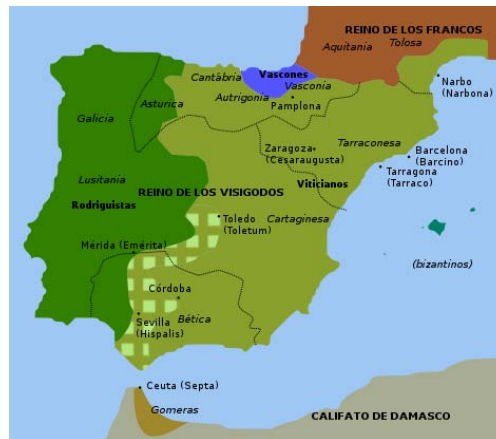 REINO DE LOS FRANCOS
Aquitania
Tolosa
Cantàbria
Vascones
Vasconia
Autrigonia
Pamplona
Narbo
(Narbona)
Asturica
Galicia
Tarraconesa
Zaragoza
(Cesaraugusta)
Barcelona
(Barcino)
Tarragona
(Tarraco)
Lusitania
Viticianos
REINO DE LOS VISIGODOS
Rodriguistas
Toledo
(Toletum)
Cartaginesa
Mérida (Emérita)
(bizantinos)
Córdoba
Sevilla
(Hispalis)
Bética
Ceuta (Septa)
Gomeras
CALIFATO DE DAMASCO